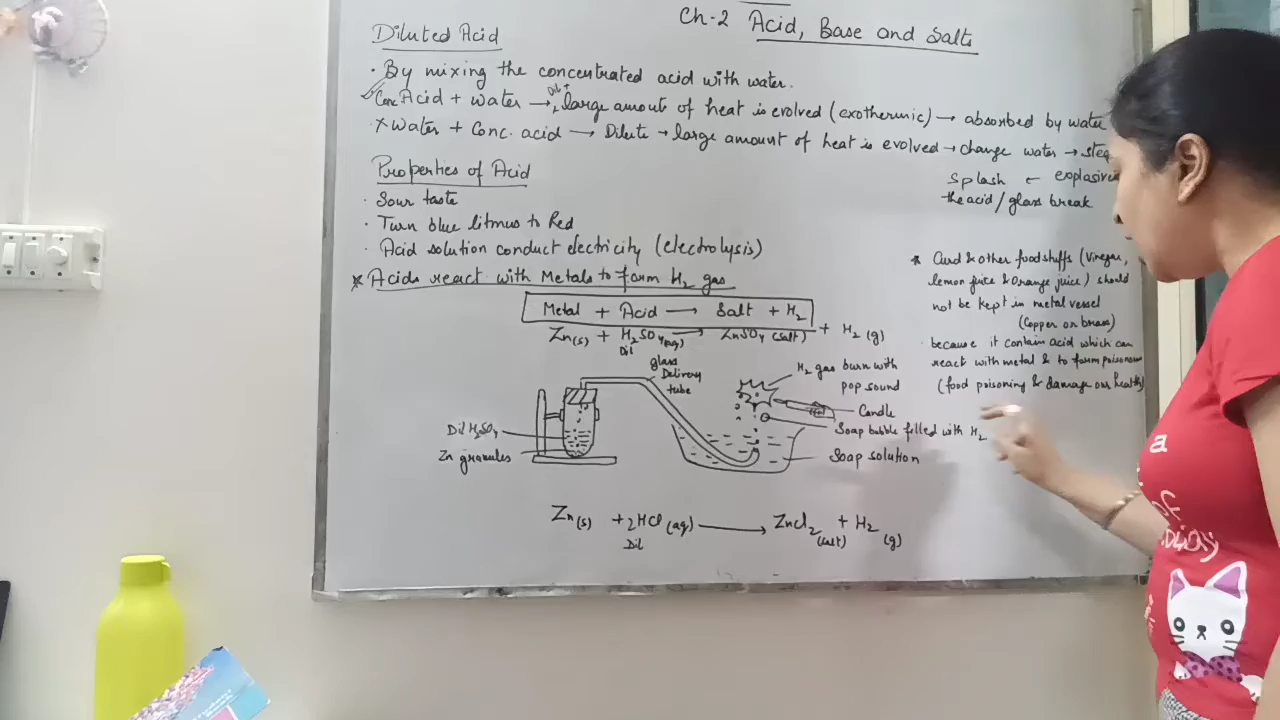 Ch-2 Acid, Base and Salts
Diluted Acid
· By mixing the concentrated acid with water.
Conc Acid + water → large amount of heat is evolved (exothermic) → absorbed by water
× Water + Conc. acid → Dilute → large amount of heat is evolved → change water →
Splash ← explosive
the acid / glass break
Properties of Acid
· Sour taste
· Turn blue litmus to Red
· Acid solution conduct electricity (electrolysis)
* Acids react with Metals to form H₂ gas
Metal + Acid → Salt + H₂
Zn(s) + H₂SO₄(aq) → ZnSO₄ (salt) + H₂ (g)
Dil
glass
Delivery
tube
H₂ gas burn with
pop sound
Candle
Soap bubble filled with H₂
Soap solution
Dil H₂SO₄
Zn granules
Zn(s) + 2HCl (aq) → ZnCl₂ + H₂
Dil (salt) (g)
* Curd & other foodstuffs (Vinegar,
lemon juice & Orange juice) should
not be kept in metal vessel
(Copper or brass)
· because it contain acid which can
react with metal & to form poisonous
(food poisoning & damage our health)
a